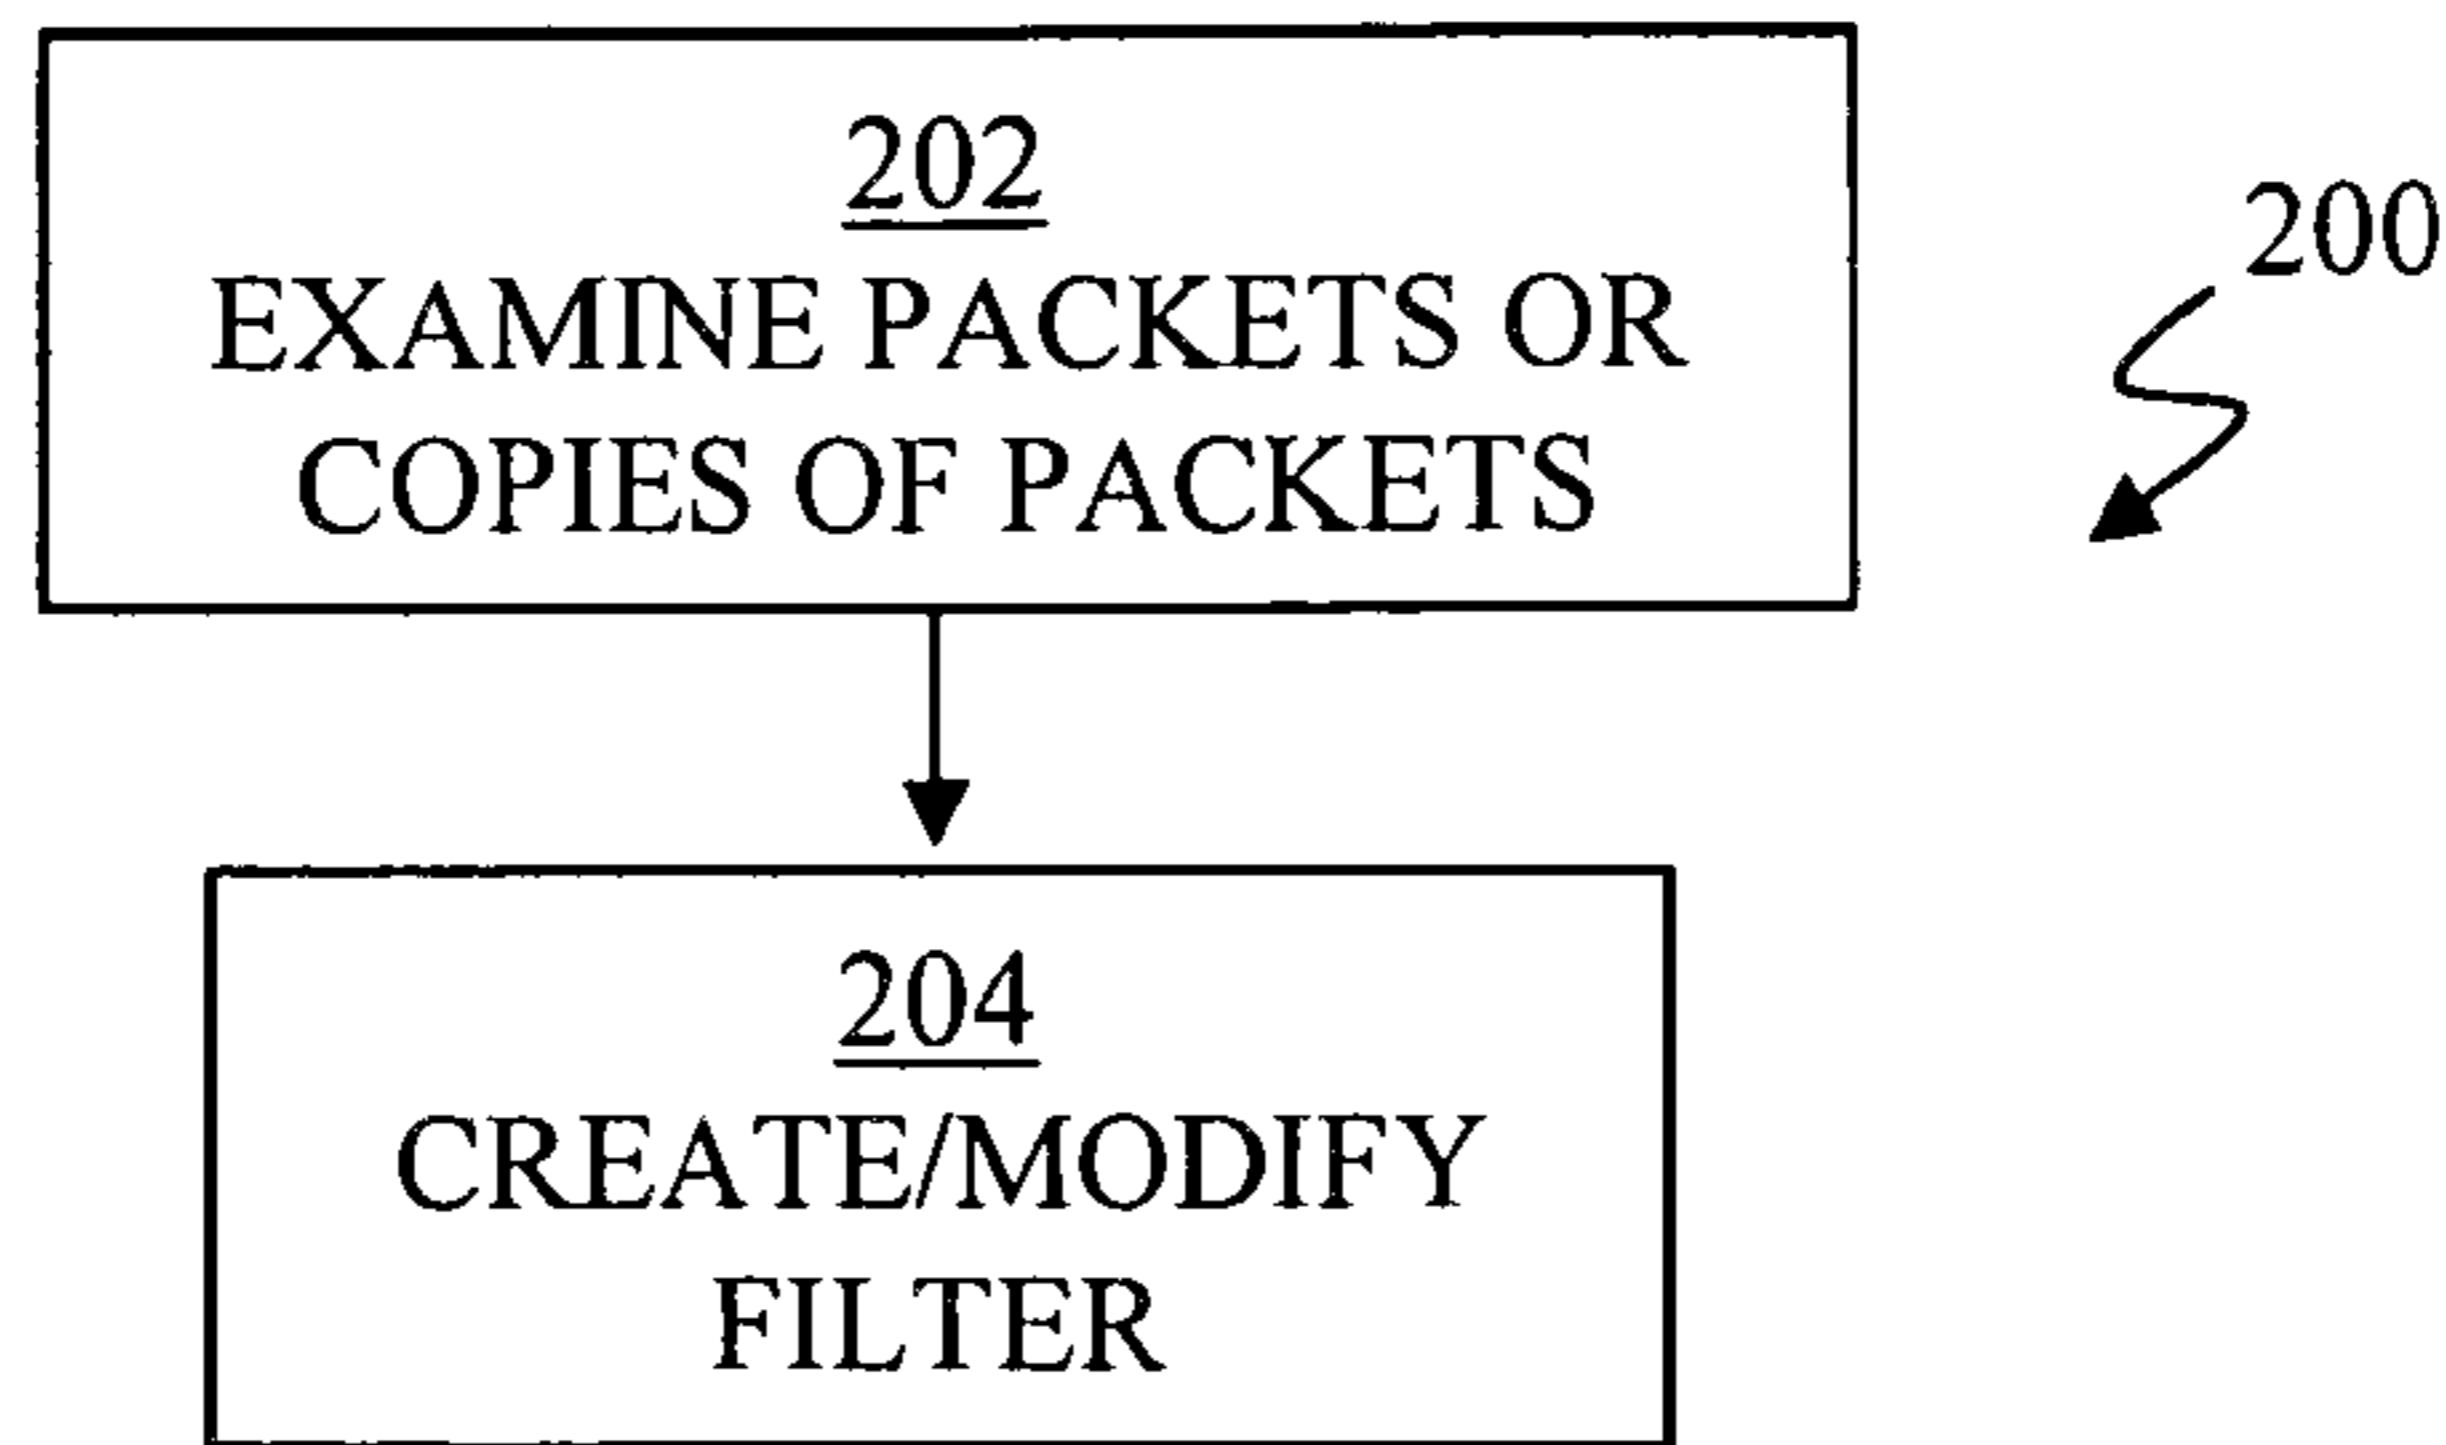 202
EXAMINE PACKETS OR
COPIES OF PACKETS
200
204
CREATE/MODIFY
FILTER